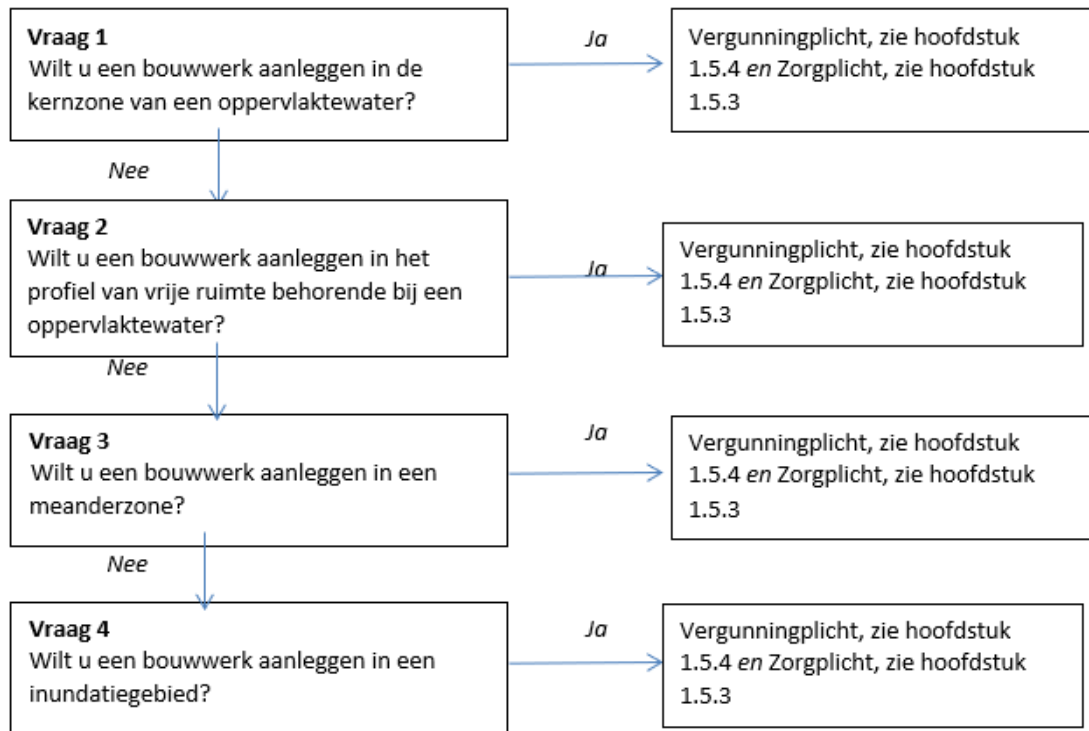 Vraag 1
Wilt u een bouwwerk aanleggen in de
kernzone van een oppervlaktewater?
Ja
Vergunningplicht, zie hoofdstuk
1.5.4 en Zorgplicht, zie hoofdstuk
1.5.3
Nee
Vraag 2
Wilt u een bouwwerk aanleggen in het
profiel van vrije ruimte behorende bij een
oppervlaktewater?
Ja
Vergunningplicht, zie hoofdstuk
1.5.4 en Zorgplicht, zie hoofdstuk
1.5.3
Nee
Vraag 3
Wilt u een bouwwerk aanleggen in een
meanderzone?
Ja
Vergunningplicht, zie hoofdstuk
1.5.4 en Zorgplicht, zie hoofdstuk
1.5.3
Nee
Vraag 4
Wilt u een bouwwerk aanleggen in een
inundatiegebied?
Ja
Vergunningplicht, zie hoofdstuk
1.5.4 en Zorgplicht, zie hoofdstuk
1.5.3